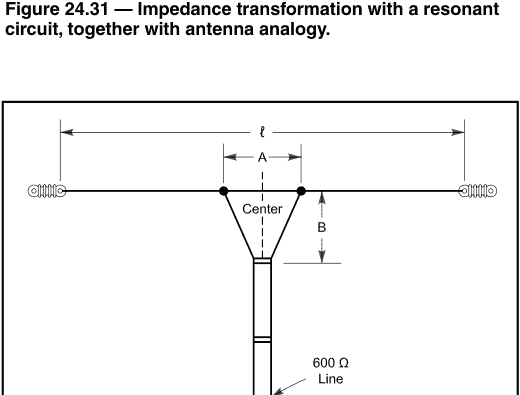 Figure 24.31 — Impedance transformation with a resonant
circuit, together with antenna analogy.
ℓ
A
Center
B
600 Ω
Line